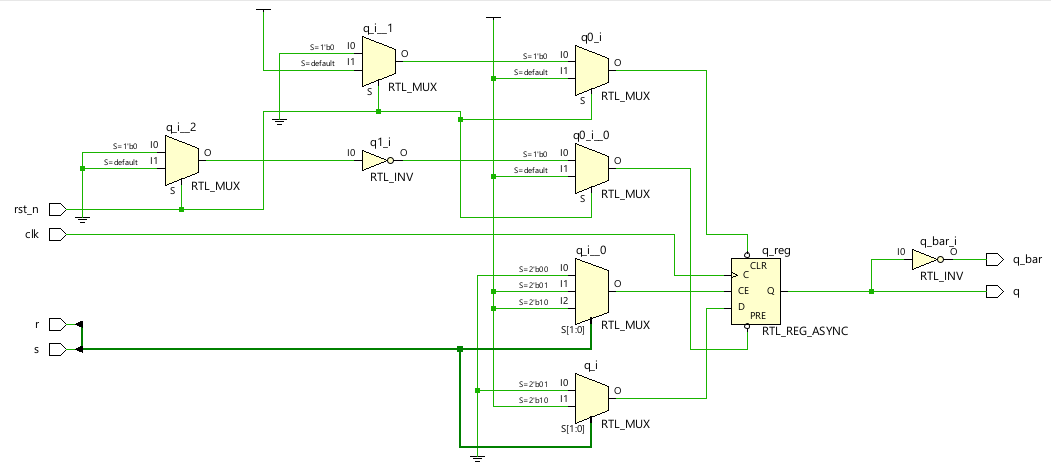 q_i__1
S=1'b0 I0
S=default I1
O
S
RTL_MUX
q0_i
S=1'b0 I0
S=default I1
O
S
RTL_MUX
q_i__2
S=1'b0 I0
S=default I1
O
S
RTL_MUX
q1_i
I0 O
RTL_INV
q0_i__0
S=1'b0 I0
S=default I1
O
S
RTL_MUX
rst_n
clk
q_i__0
S=2'b00 I0
S=2'b01 I1
S=2'b10 I2
O
S[1:0]
RTL_MUX
q_reg
CLR
C
CE Q
D
PRE
RTL_REG_ASYNC
q_bar_i
I0 O
RTL_INV
q_bar
q
r
s
q_i
S=2'b01 I0
S=2'b10 I1
O
S[1:0]
RTL_MUX